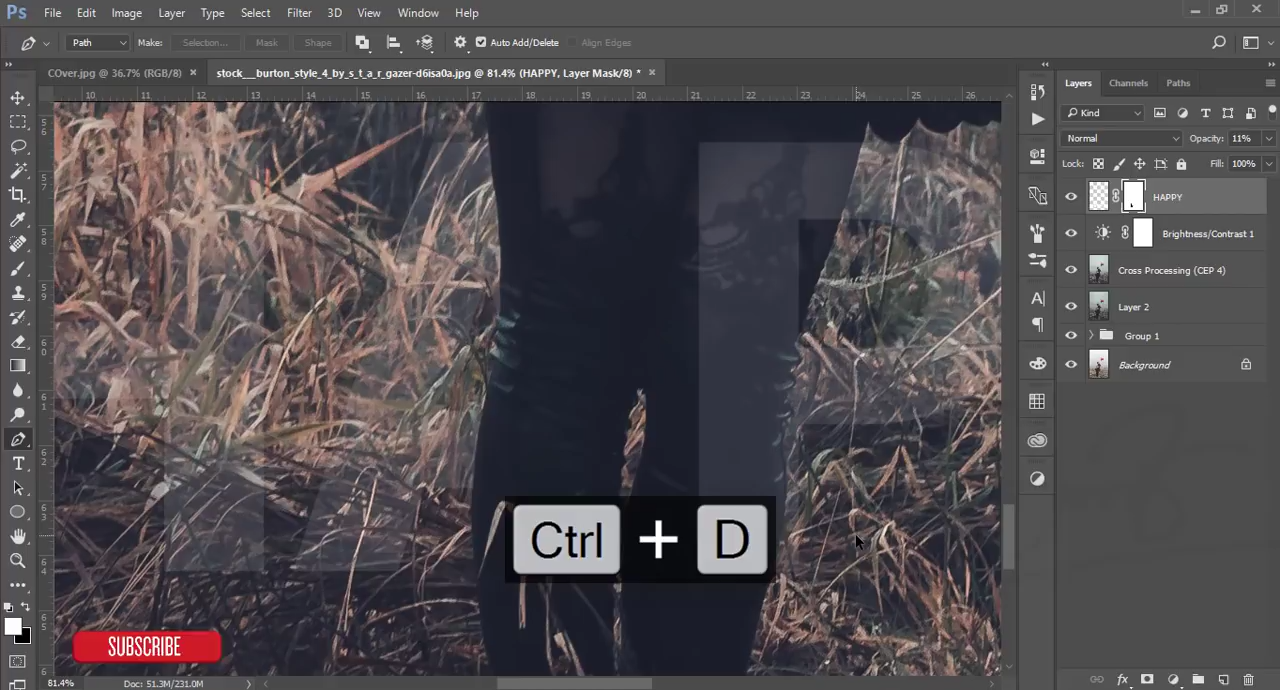 Ps File Edit Image Layer Type Select Filter 3D View Window Help
Path Make: Selection... Mask Shape Auto Add/Delete Align Edges
COver.jpg @ 36.7% (RGB/8) × stock__burton_style_4_by_s_t_a_r_gazer-d6isa0a.jpg @ 81.4% (HAPPY, Layer Mask/8) * ×
10 11 12 13 14 15 16 17 18 19 20 21 22 23 24 25 26
Layers Channels Paths
Kind
Normal Opacity: 11%
Lock: Fill: 100%
HAPPY
Brightness/Contrast 1
Cross Processing (CEP 4)
Layer 2
Group 1
Background
Ctrl + D
SUBSCRIBE
81.4% Doc: 51.3M/231.0M